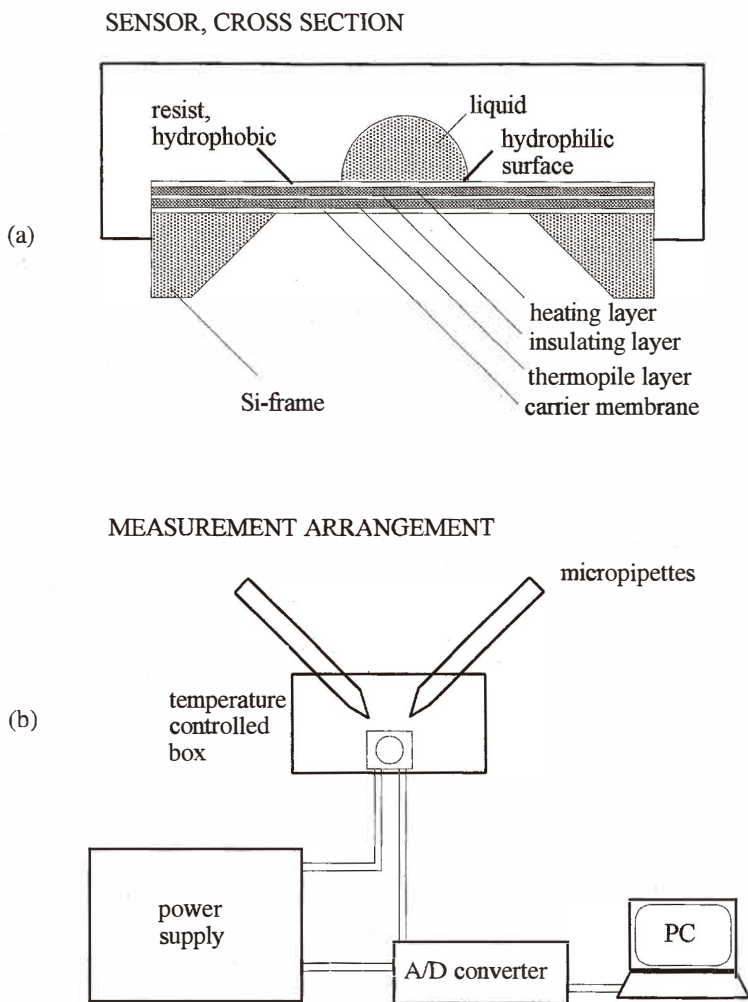 SENSOR, CROSS SECTION
resist,
hydrophobic
liquid
hydrophilic
surface
(a)
heating layer
insulating layer
thermopile layer
carrier membrane
Si-frame
MEASUREMENT ARRANGEMENT
micropipettes
temperature
controlled
box
(b)
power
supply
A/D converter
PC